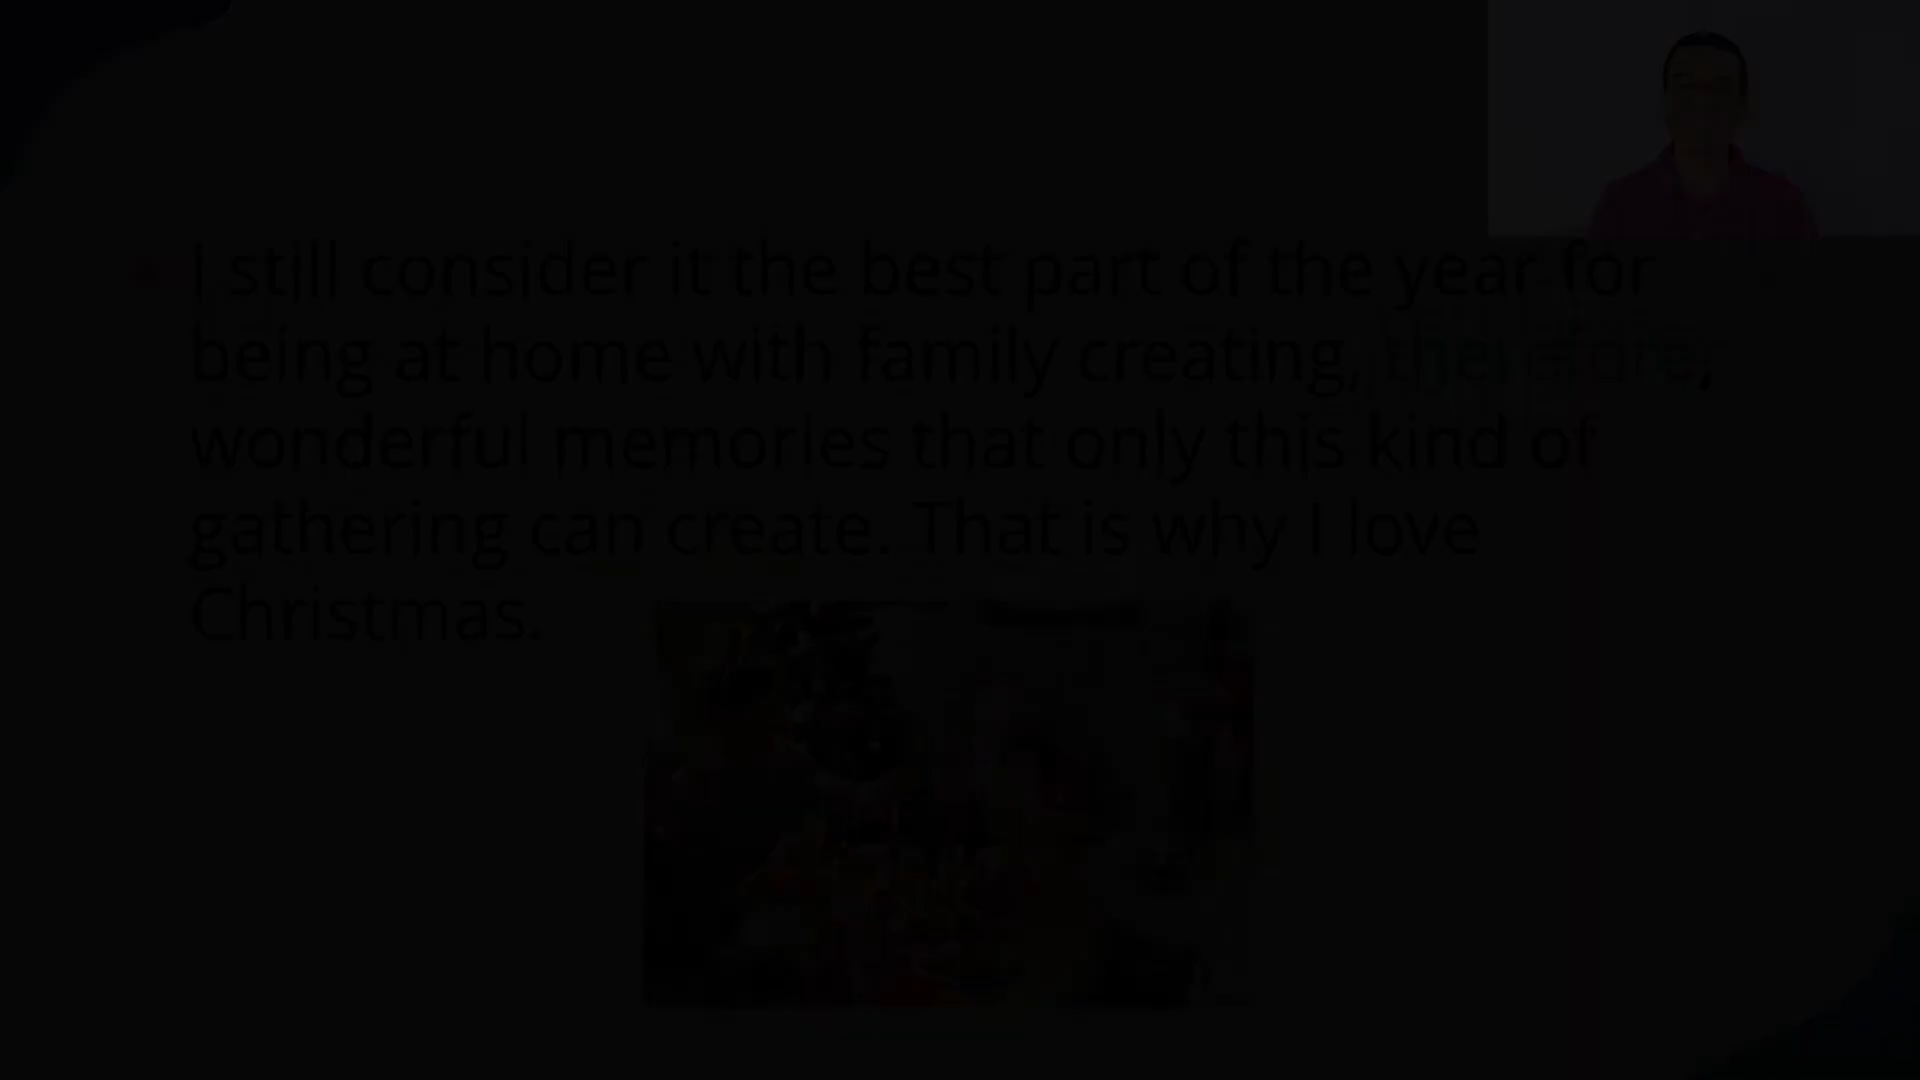 I still consider it the best part of the year for
being at home with family creating, therefore,
wonderful memories that only this kind of
gathering can create. That is why I love
Christmas.